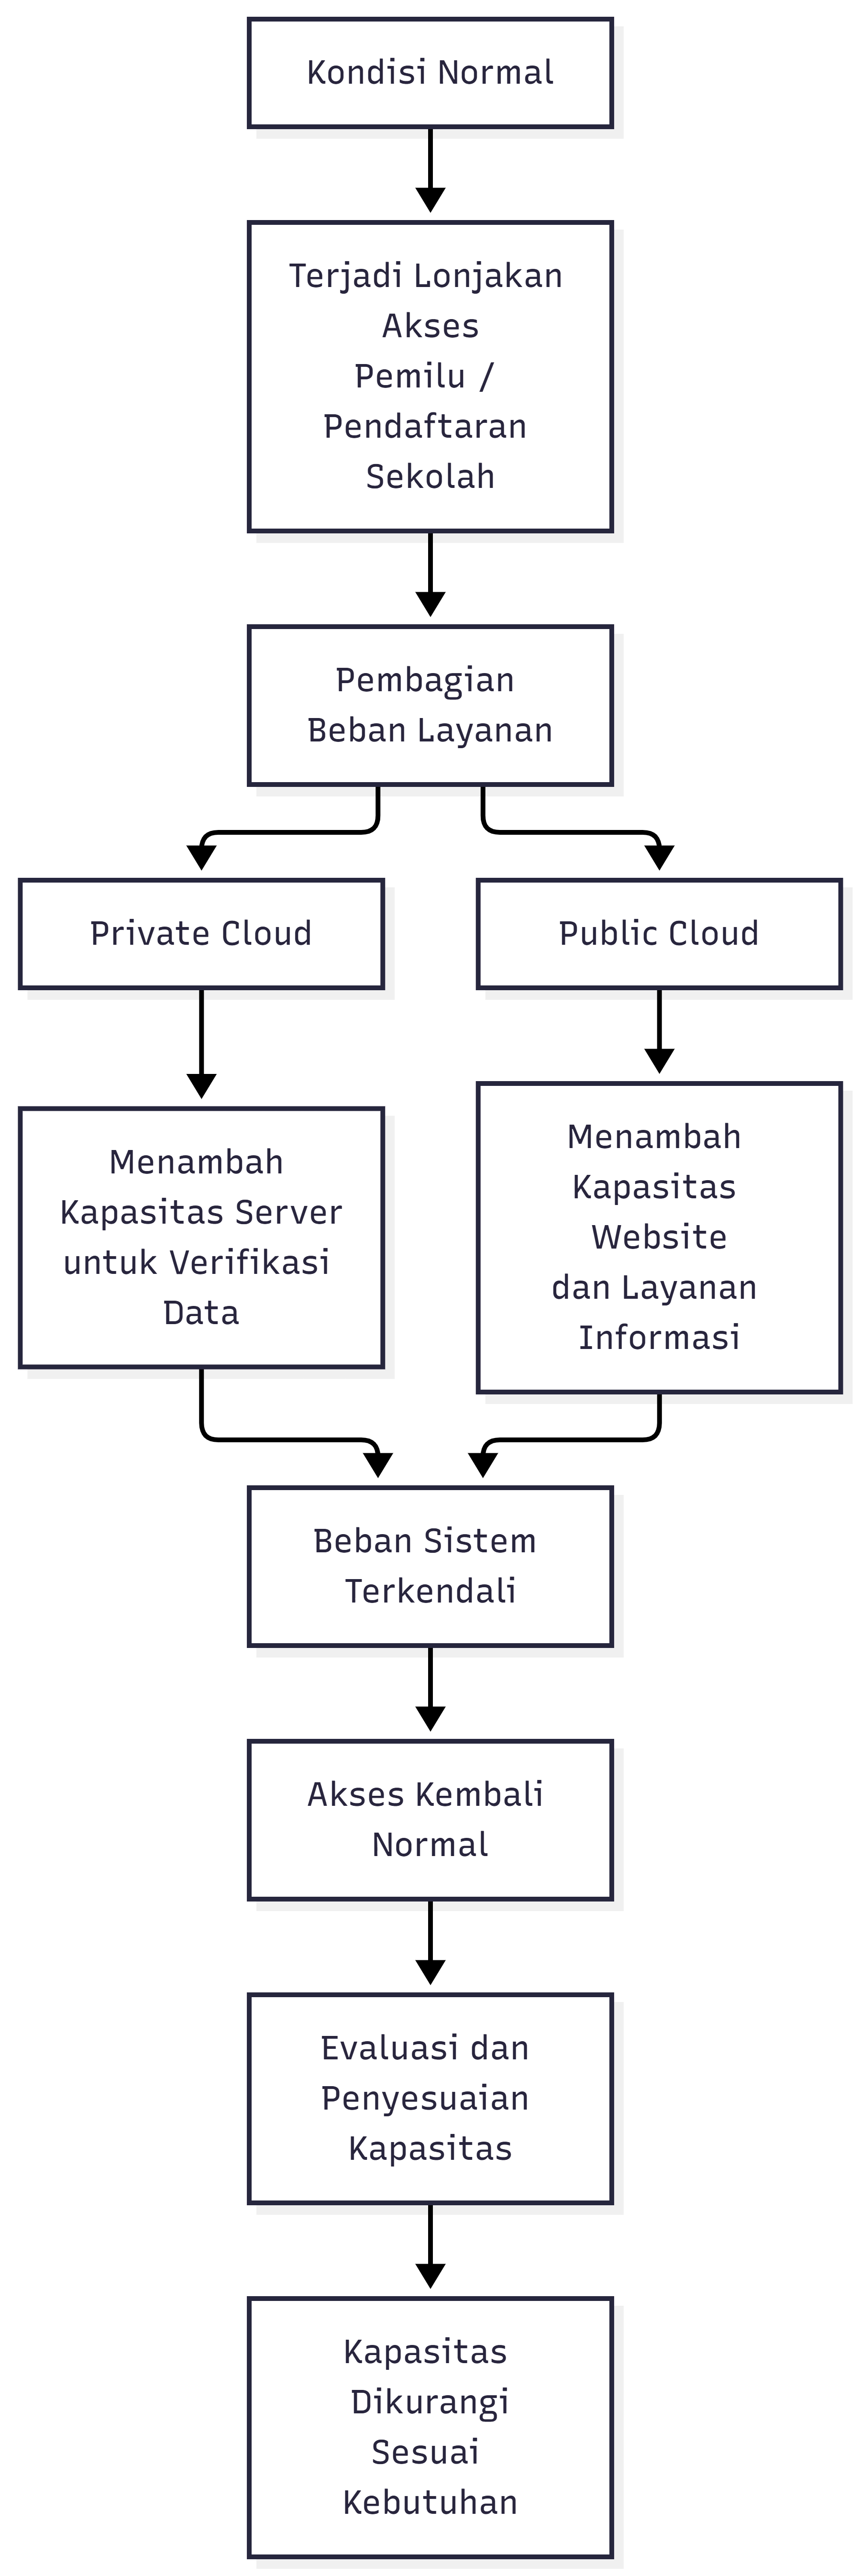 Kondisi Normal
Terjadi Lonjakan
Akses
Pemilu /
Pendaftaran
Sekolah
Pembagian
Beban Layanan
Private Cloud
Public Cloud
Menambah
Kapasitas Server
untuk Verifikasi
Data
Menambah
Kapasitas
Website
dan Layanan
Informasi
Beban Sistem
Terkendali
Akses Kembali
Normal
Evaluasi dan
Penyesuaian
Kapasitas
Kapasitas
Dikurangi
Sesuai
Kebutuhan